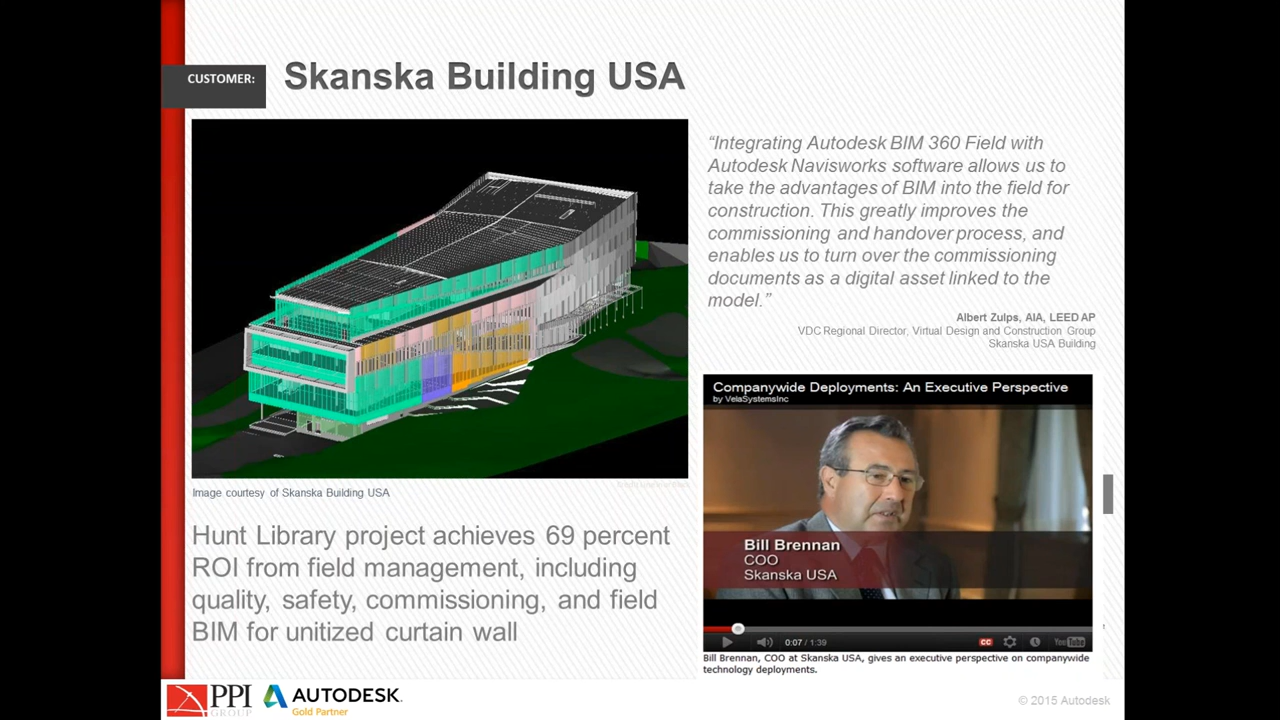 CUSTOMER:
Skanska Building USA
“Integrating Autodesk BIM 360 Field with
Autodesk Navisworks software allows us to
take the advantages of BIM into the field for
construction. This greatly improves the
commissioning and handover process, and
enables us to turn over the commissioning
documents as a digital asset linked to the
model.”
Albert Zulps, AIA, LEED AP
VDC Regional Director, Virtual Design and Construction Group
Skanska USA Building
Companywide Deployments: An Executive Perspective
by VelaSystemsInc
Bill Brennan
COO
Skanska USA
0:07 / 1:39
CC
YouTube
Bill Brennan, COO at Skanska USA, gives an executive perspective on companywide
technology deployments.
Image courtesy of Skanska Building USA
Hunt Library project achieves 69 percent
ROI from field management, including
quality, safety, commissioning, and field
BIM for unitized curtain wall
PPI
GROUP
AUTODESK.
Gold Partner
© 2015 Autodesk